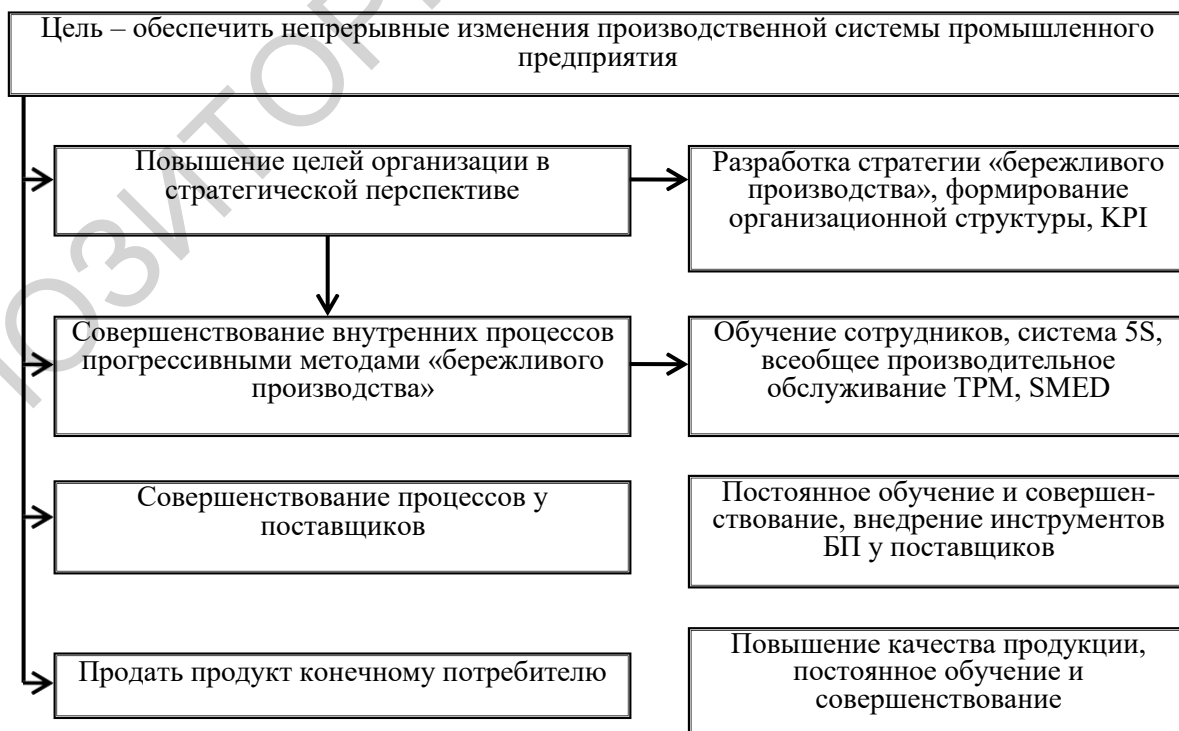 Цель – обеспечить непрерывные изменения производственной системы промышленного
предприятия
Повышение целей организации в
стратегической перспективе
Разработка стратегии «бережливого
производства», формирование
организационной структуры, KPI
Совершенствование внутренних процессов
прогрессивными методами «бережливого
производства»
Обучение сотрудников, система 5S,
всеобщее производительное
обслуживание TPM, SMED
Совершенствование процессов у
поставщиков
Постоянное обучение и совершен-
ствование, внедрение инструментов
БП у поставщиков
Продать продукт конечному потребителю
Повышение качества продукции,
постоянное обучение и
совершенствование